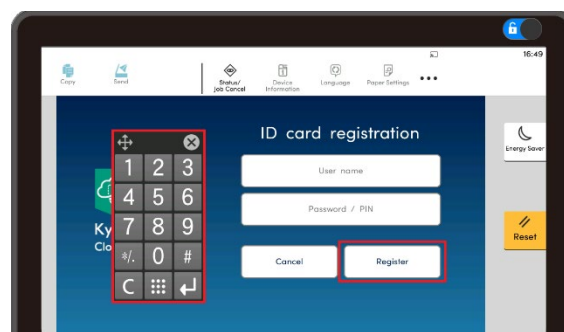 16:49
Copy
Send
Status/
Job Cancel
Device
Information
Language
Paper Settings
ID card registration
User name
Password / PIN
Cancel
Register
1 2 3
4 5 6
7 8 9
*/. 0 #
C
Ky
Clo
Energy Saver
Reset